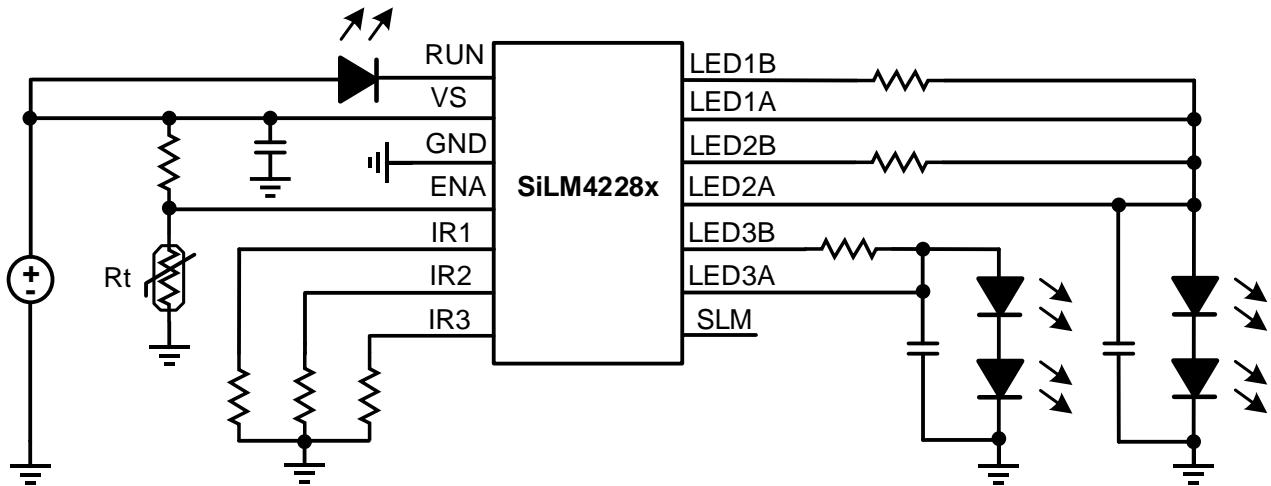 RUN
VS
GND
ENA
IR1
IR2
IR3
SiLM4228x
LED1B
LED1A
LED2B
LED2A
LED3B
LED3A
SLM
+
-
Rt